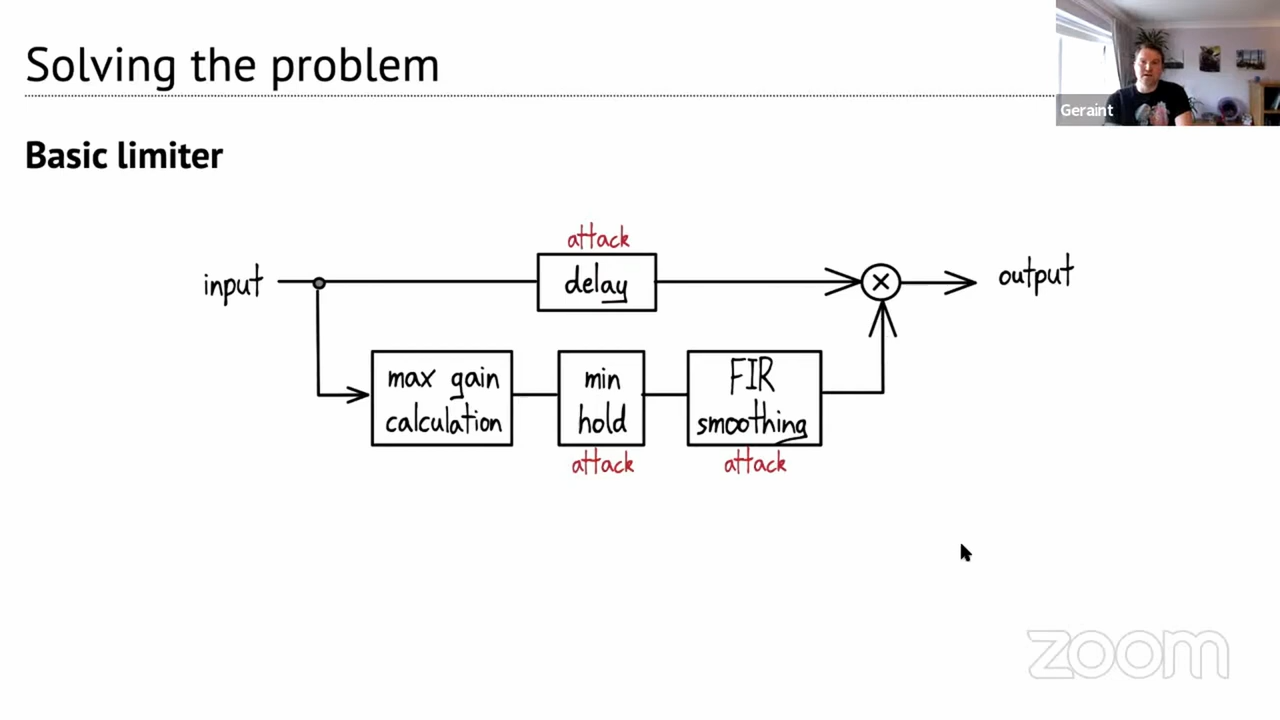 Solving the problem
Geraint
Basic limiter
attack
input
delay
output
max gain
calculation
min
hold
FIR
smoothing
attack
attack
zoom